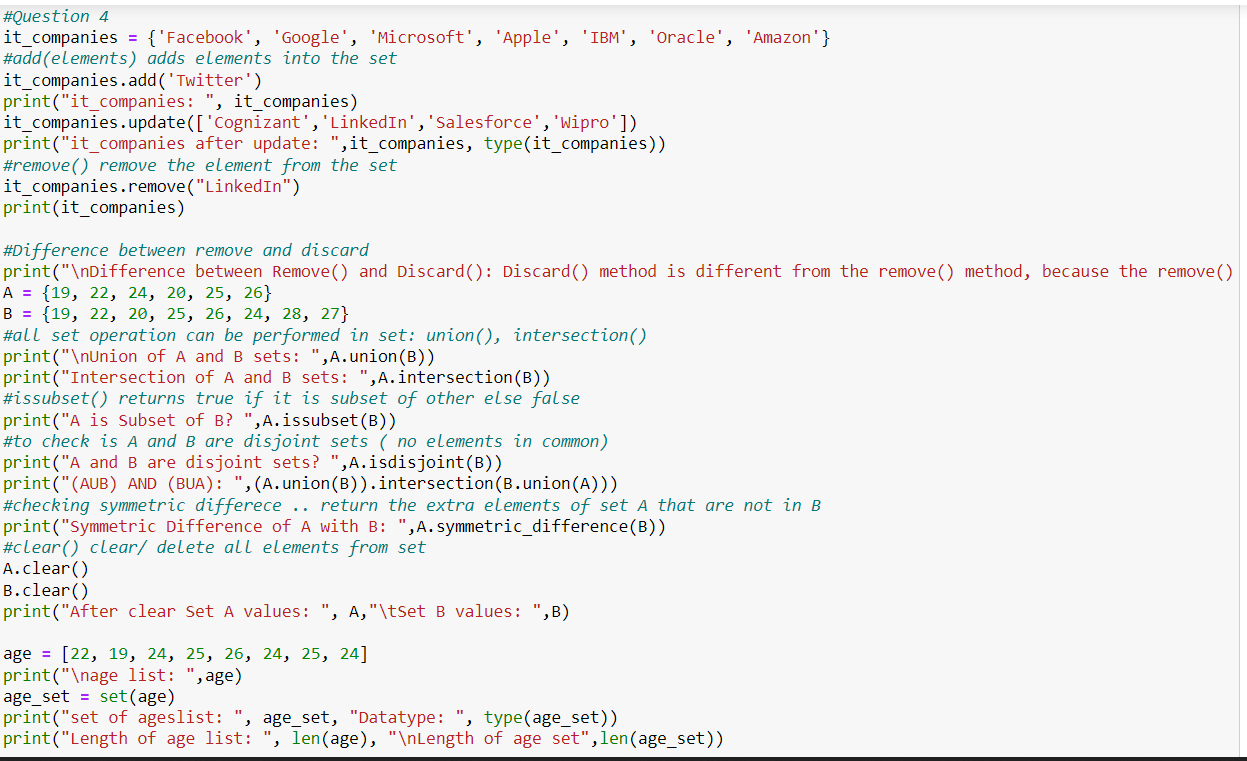 #Question 4
it_companies = {'Facebook', 'Google', 'Microsoft', 'Apple', 'IBM', 'Oracle', 'Amazon'}
#add(elements) adds elements into the set
it_companies.add('Twitter')
print("it_companies: ", it_companies)
it_companies.update(['Cognizant','LinkedIn','Salesforce','Wipro'])
print("it_companies after update: ",it_companies, type(it_companies))
#remove() remove the element from the set
it_companies.remove("LinkedIn")
print(it_companies)
#Difference between remove and discard
print("\nDifference between Remove() and Discard(): Discard() method is different from the remove() method, because the remove()
A = {19, 22, 24, 20, 25, 26}
B = {19, 22, 20, 25, 26, 24, 28, 27}
#all set operation can be performed in set: union(), intersection()
print("\nUnion of A and B sets: ",A.union(B))
print("Intersection of A and B sets: ",A.intersection(B))
#issubset() returns true if it is subset of other else false
print("A is Subset of B? ",A.issubset(B))
#to check is A and B are disjoint sets ( no elements in common)
print("A and B are disjoint sets? ",A.isdisjoint(B))
print("(AUB) AND (BUA): ",(A.union(B)).intersection(B.union(A)))
#checking symmetric differece .. return the extra elements of set A that are not in B
print("Symmetric Difference of A with B: ",A.symmetric_difference(B))
#clear() clear/ delete all elements from set
A.clear()
B.clear()
print("After clear Set A values: ", A,"\tSet B values: ",B)
age = [22, 19, 24, 25, 26, 24, 25, 24]
print("\nage list: ",age)
age_set = set(age)
print("set of ageslist: ", age_set, "Datatype: ", type(age_set))
print("Length of age list: ", len(age), "\nLength of age set",len(age_set))